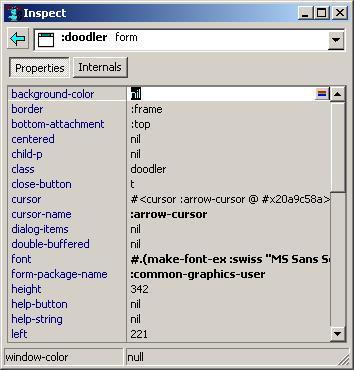 Inspect
:doodler form
Properties Internals
background-color nil
border :frame
bottom-attachment :top
centered nil
child-p nil
class doodler
close-button t
cursor #<cursor :arrow-cursor @ #x20a9c58a>
cursor-name :arrow-cursor
dialog-items nil
double-buffered nil
font #.(make-font-ex :swiss "MS Sans Se
form-package-name :common-graphics-user
height 342
help-button nil
help-string nil
left 221
window-color null